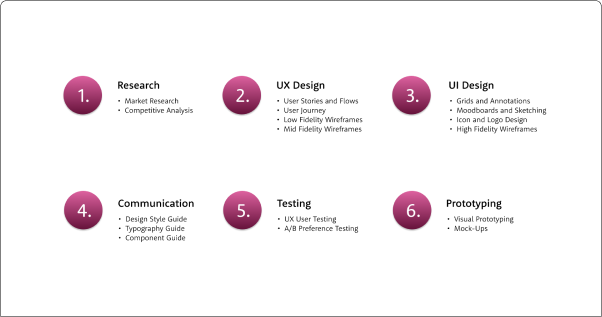 1.
Research
• Market Research
• Competitive Analysis
2.
UX Design
• User Stories and Flows
• User Journey
• Low Fidelity Wireframes
• Mid Fidelity Wireframes
3.
UI Design
• Grids and Annotations
• Moodboards and Sketching
• Icon and Logo Design
• High Fidelity Wireframes
4.
Communication
• Design Style Guide
• Typography Guide
• Component Guide
5.
Testing
• UX User Testing
• A/B Preference Testing
6.
Prototyping
• Visual Prototyping
• Mock-Ups